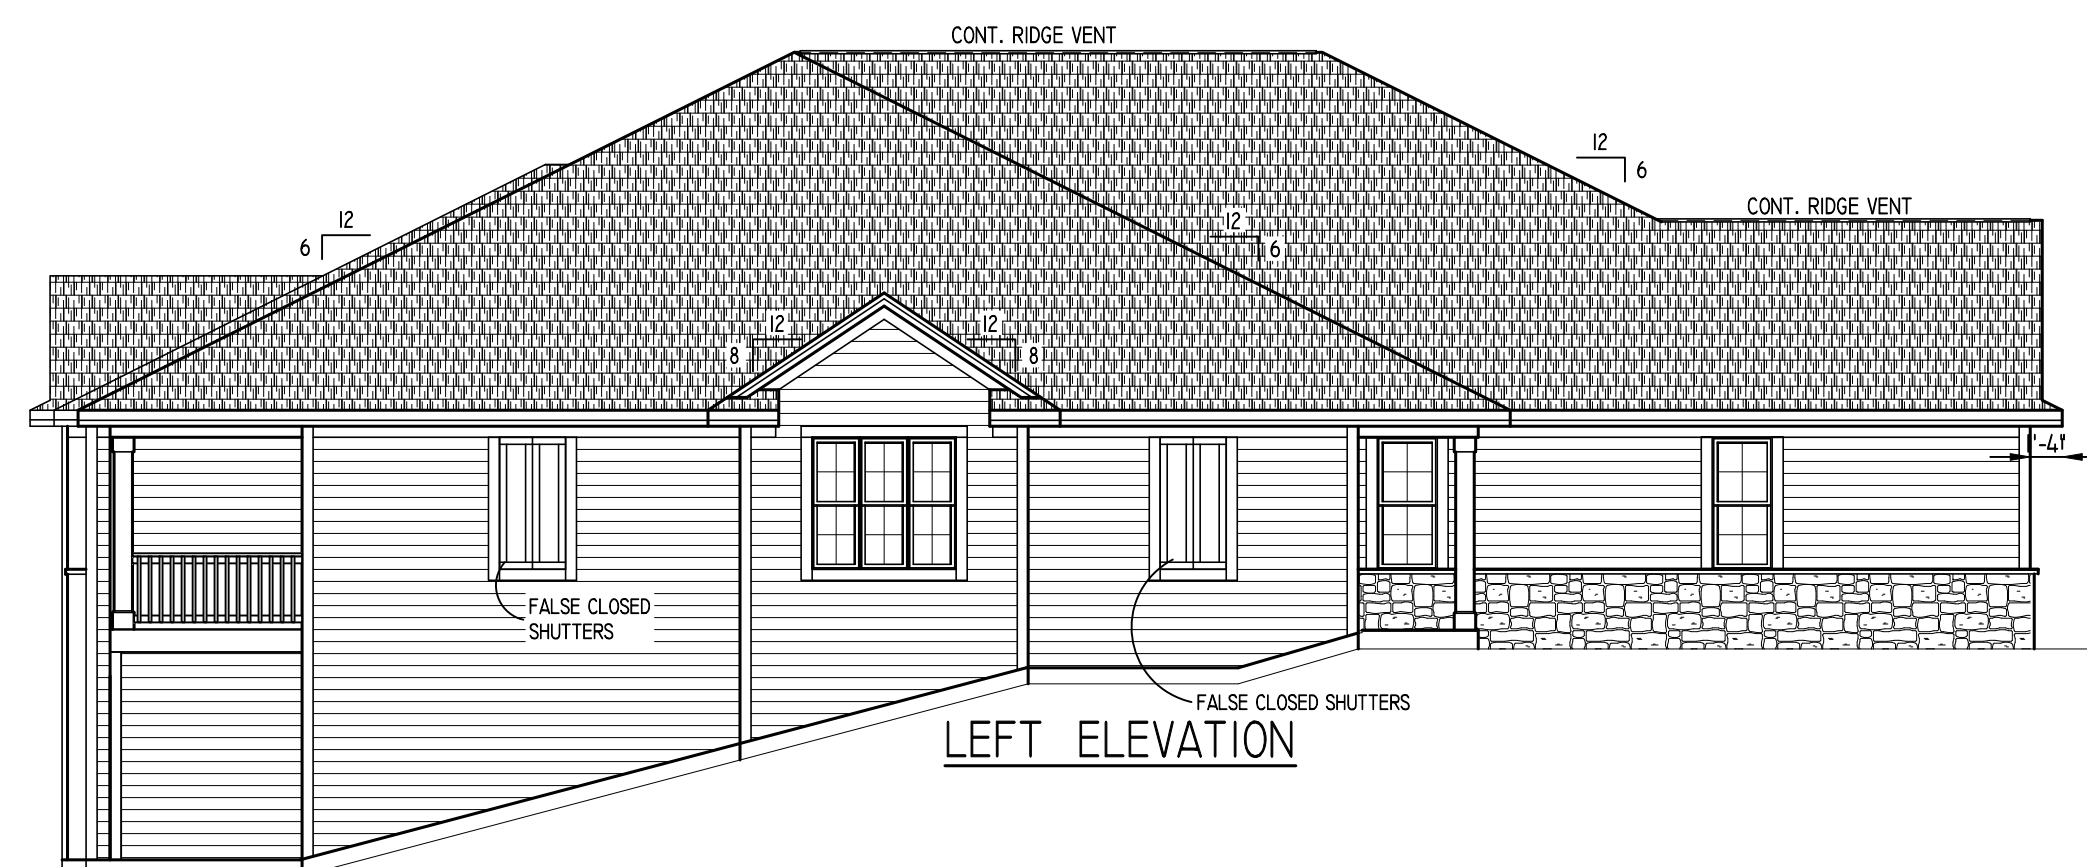 CONT. RIDGE VENT
12
6
CONT. RIDGE VENT
12
6
12
6
12
8
12
8
1'-4"
FALSE CLOSED
SHUTTERS
FALSE CLOSED SHUTTERS
LEFT ELEVATION